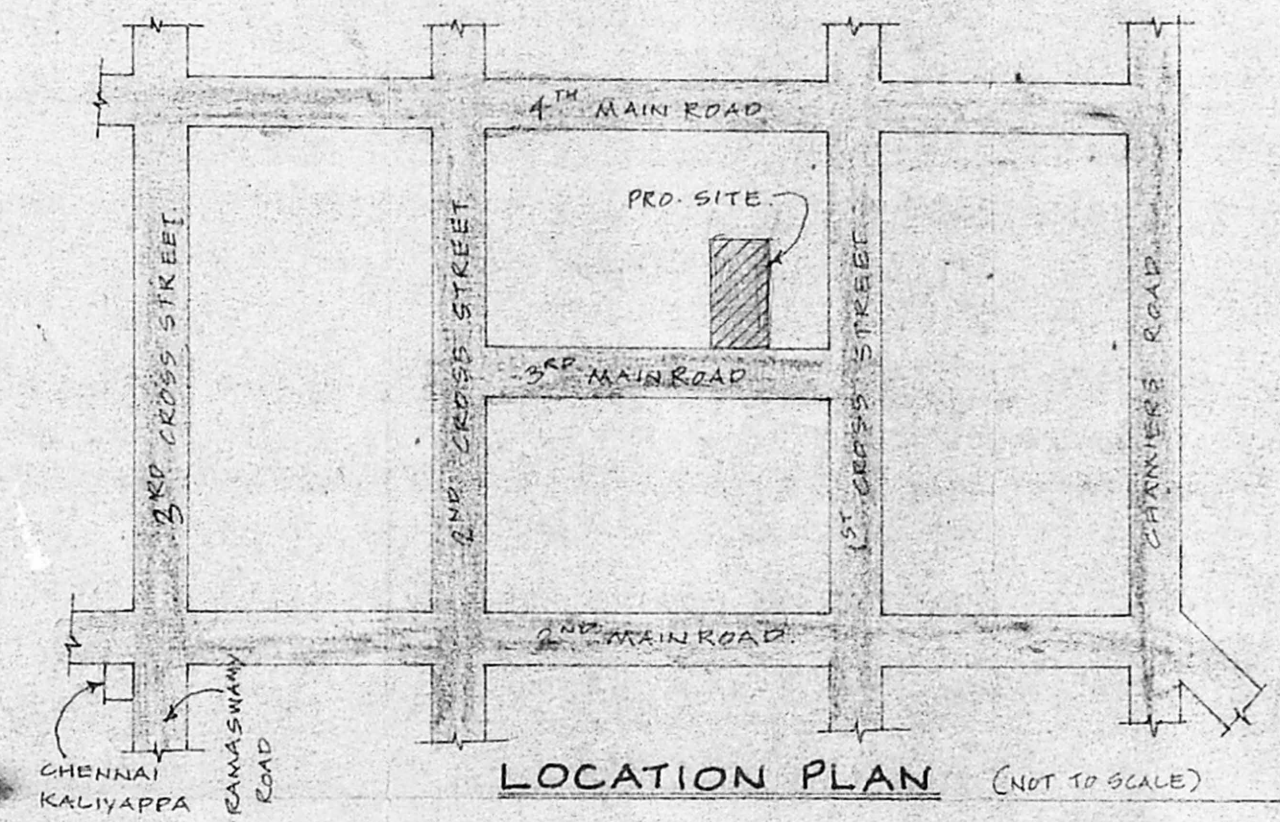 4TH MAIN ROAD
PRO. SITE.
3RD CROSS STREET.
2ND CROSS STREET
1ST CROSS STREET.
CHAMIERS ROAD.
3RD MAIN ROAD
2ND MAIN ROAD.
RAMASWAMY
ROAD
CHENNAI
KALIYAPPA
LOCATION PLAN (NOT TO SCALE)